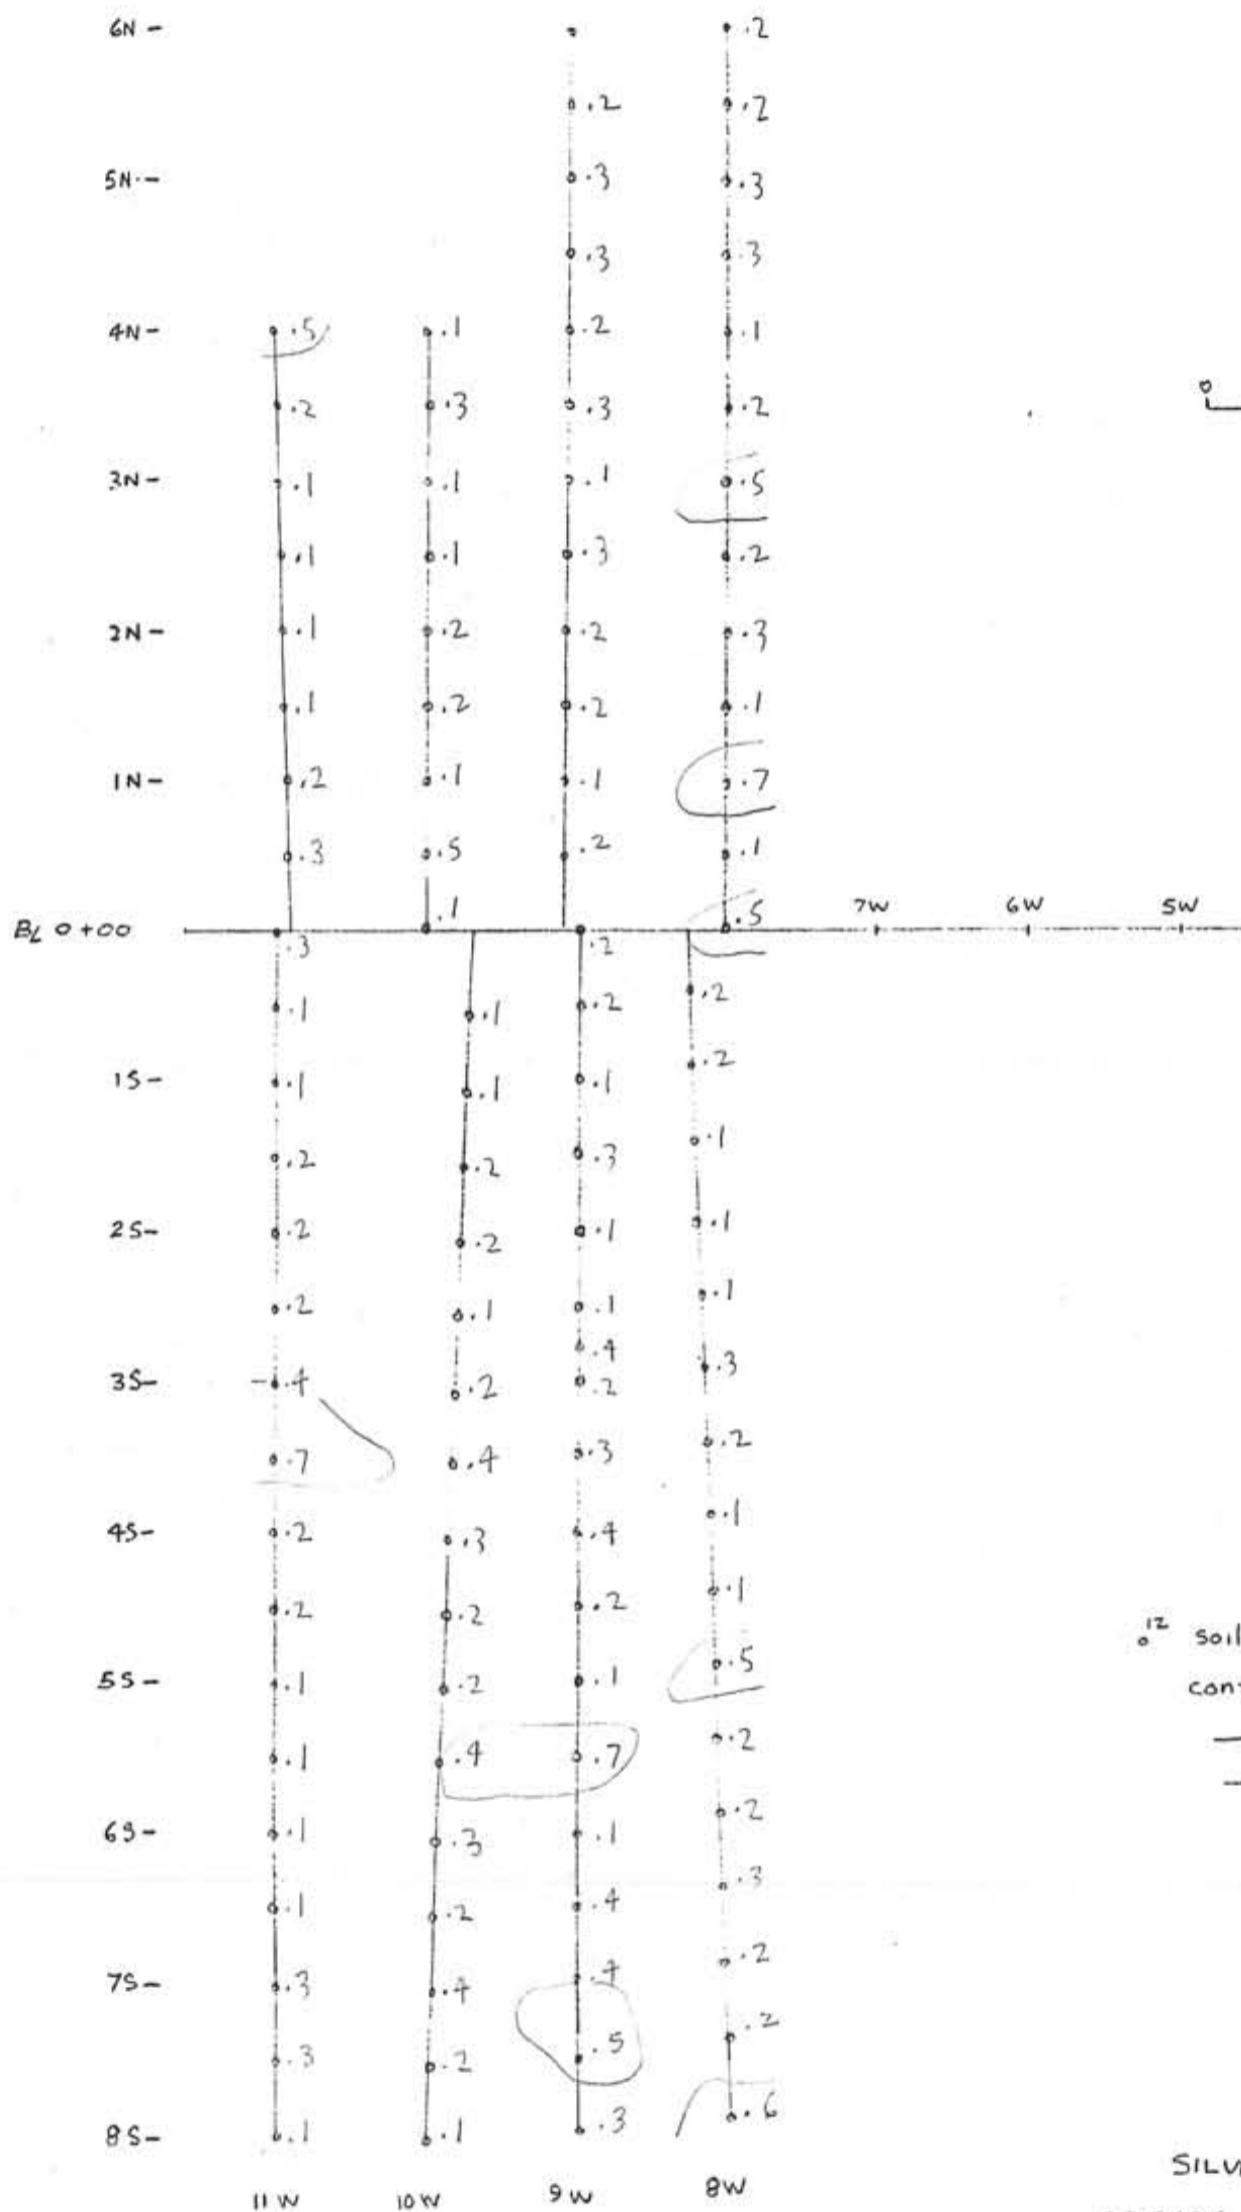 6N - .2
.2 .2
5N - .3 .3
.3 .3
4N - .5 .1 .2 .1
.2 .3 .3 .2
0
3N - .1 .1 .1 .5
.1 .1 .3 .2
2N - .1 .2 .2 .3
.1 .2 .2 .1
1N - .2 .1 .1 .7
.3 .5 .2 .1
.1 .5 7W 6W 5W
BL 0+00
.3 .2
.1 .1 .2 .2
1S - .1 .1 .1 .2
.2 .2 .3 .1
2S - .2 .2 .1 .1
.2 .1 .1 .1
.4
3S - .4 .2 .2 .3
.7 .4 .3 .2
4S - .2 .3 .4 .1
.2 .2 .2 .1
12 soil
5S - .1 .2 .1 .5
con
.1 .4 .7 .2
6S - .1 .3 .1 .2
.1 .2 .4 .3
7S - .3 .4 .4 .2
.3 .2 .5 .2
8S - .1 .1 .3 .6
SILV
11W 10W 9W 8W